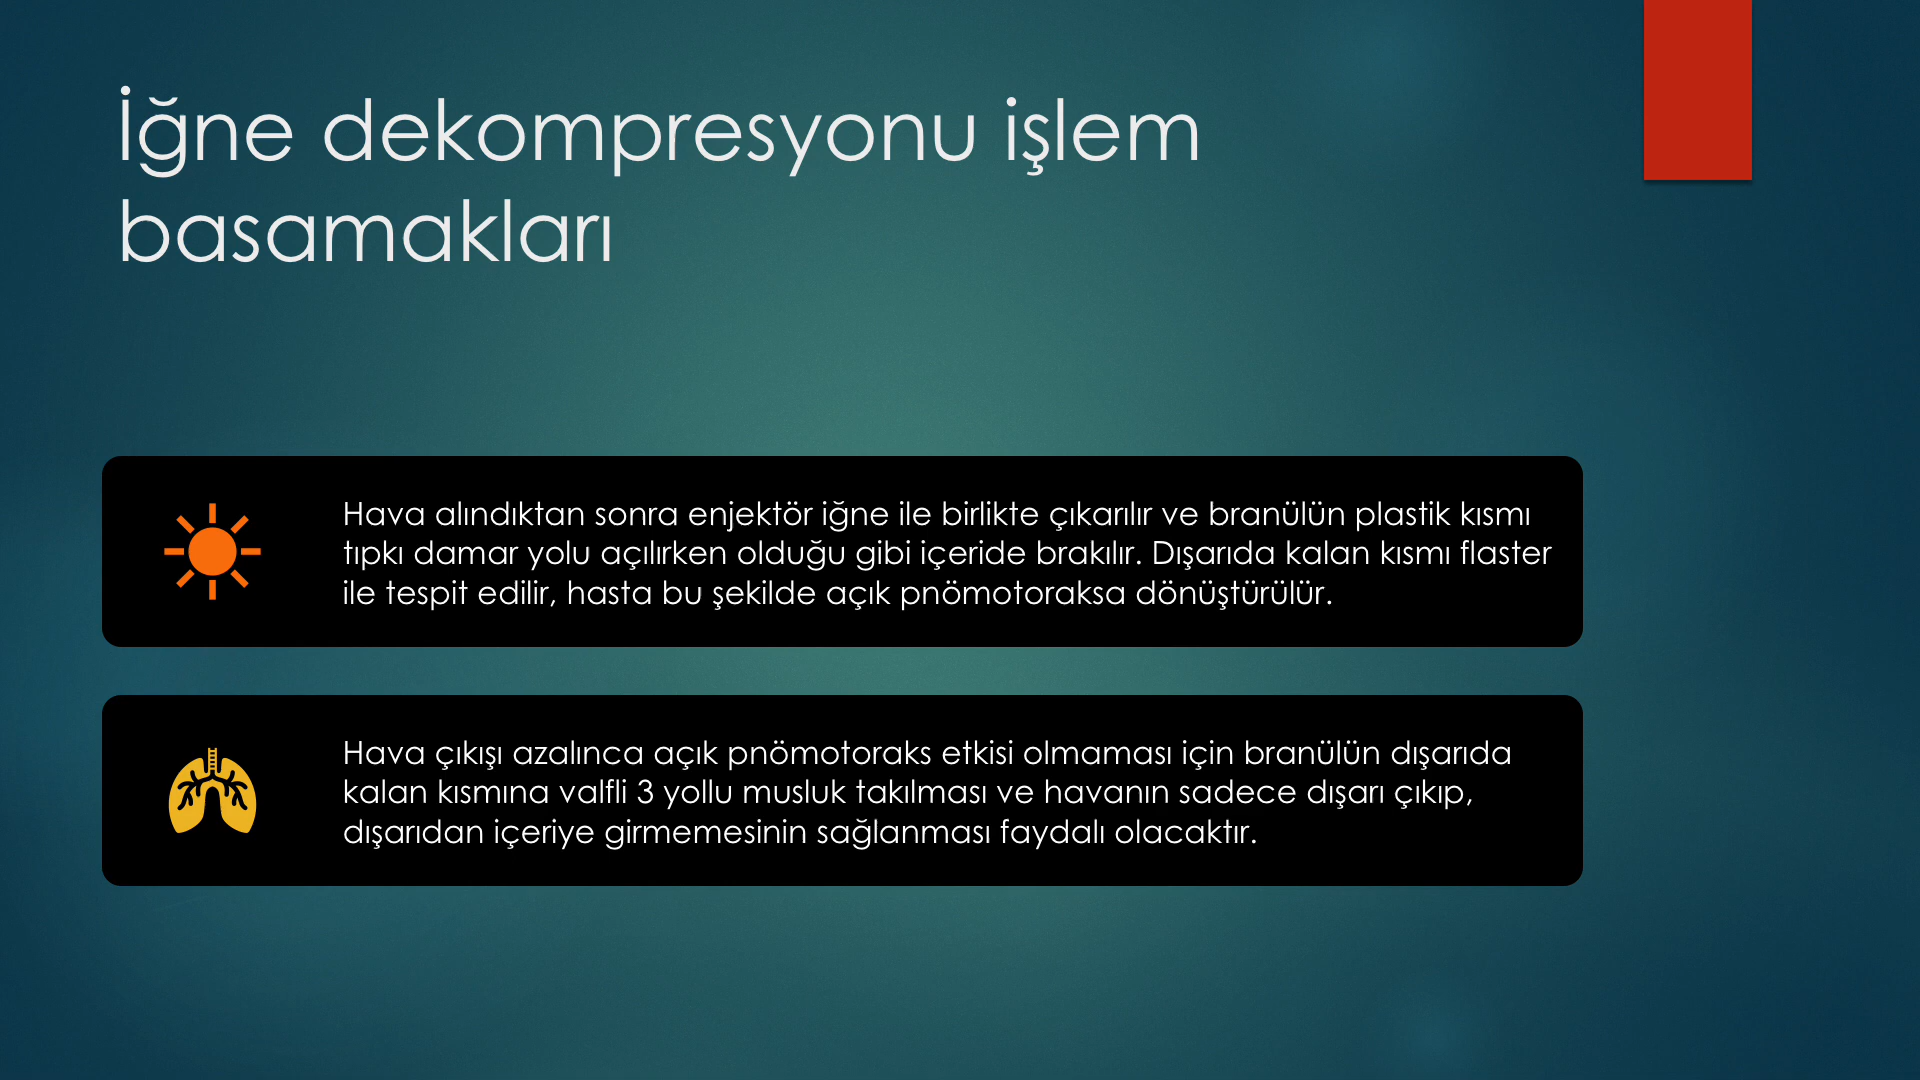 İğne dekompresyonu işlem
basamakları
Hava alındıktan sonra enjektör iğne ile birlikte çıkarılır ve branülün plastik kısmı
tıpkı damar yolu açılırken olduğu gibi içeride brakılır. Dışarıda kalan kısmı flaster
ile tespit edilir, hasta bu şekilde açık pnömotoraksa dönüştürülür.
Hava çıkışı azalınca açık pnömotoraks etkisi olmaması için branülün dışarıda
kalan kısmına valfli 3 yollu musluk takılması ve havanın sadece dışarı çıkıp,
dışarıdan içeriye girmemesinin sağlanması faydalı olacaktır.